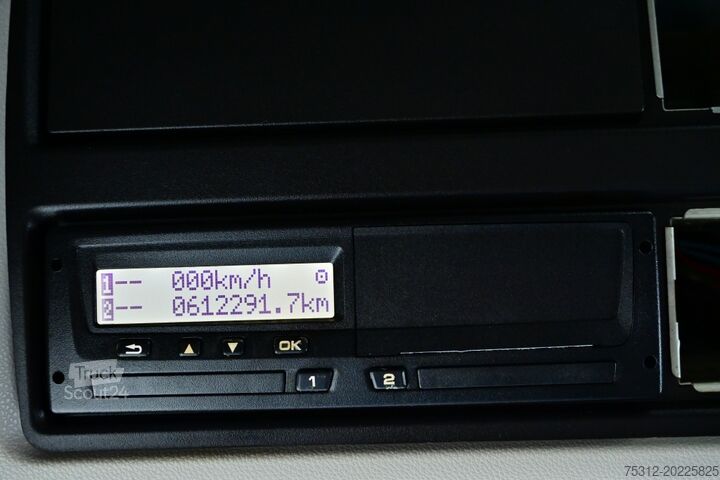 1-- 000km/h
2-- 0612291.7km
OK
1 2
Truck
Scout24
75312-20225825